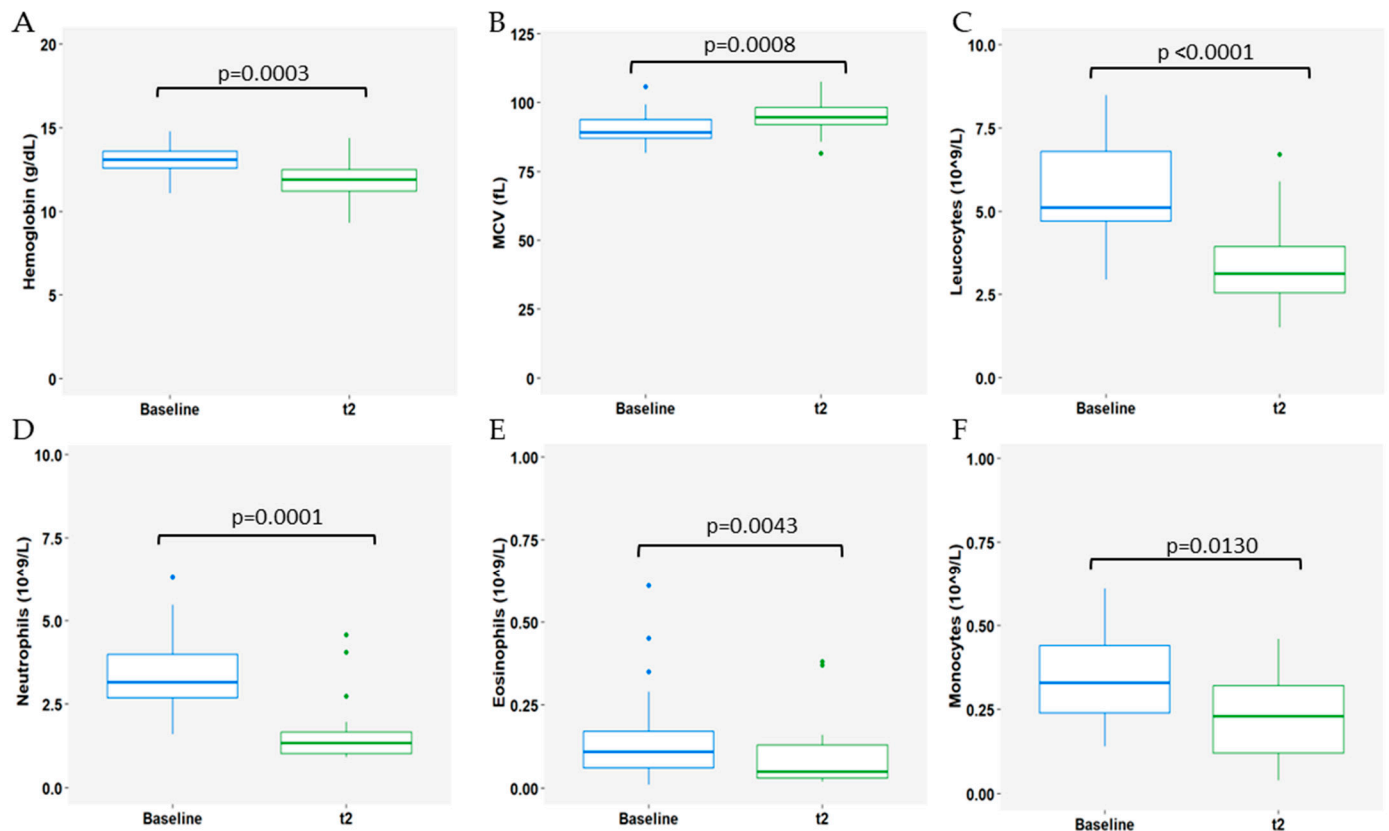 A
Hemoglobin (g/dL)
20
15
10
5
0
p=0.0003
Baseline t2
B
MCV (fL)
125
100
75
50
25
0
p=0.0008
Baseline t2
C
Leucocytes (10^9/L)
10.0
7.5
5.0
2.5
0.0
p <0.0001
Baseline t2
D
Neutrophils (10^9/L)
10.0
7.5
5.0
2.5
0.0
p=0.0001
Baseline t2
E
Eosinophils (10^9/L)
1.00
0.75
0.50
0.25
0.00
p=0.0043
Baseline t2
F
Monocytes (10^9/L)
1.00
0.75
0.50
0.25
0.00
p=0.0130
Baseline t2